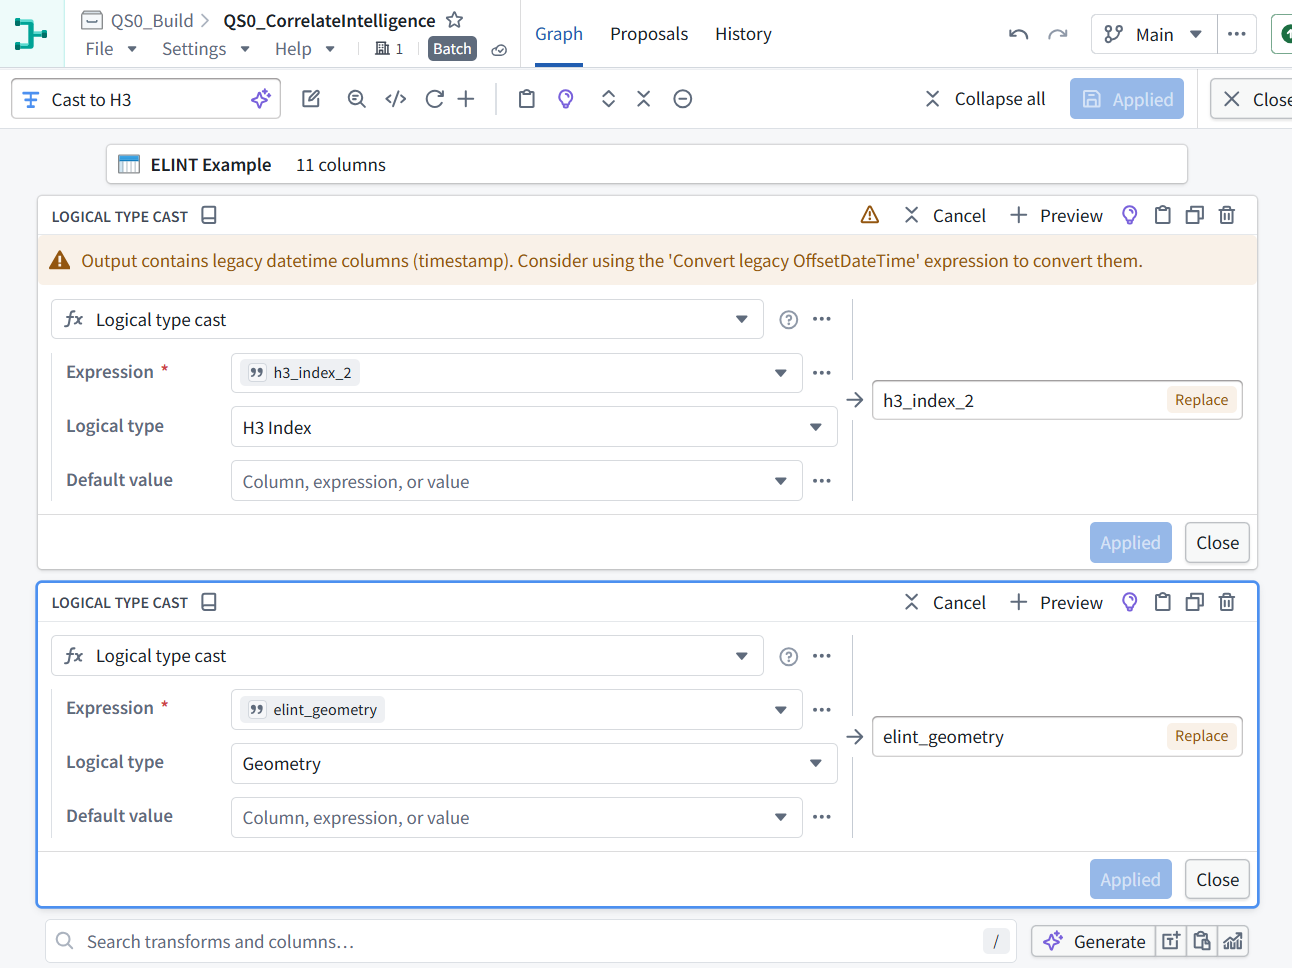 QS0_Build QS0_CorrelateIntelligence
File Settings Help 1 Batch
Graph Proposals History
Main
Cast to H3
Collapse all Applied Close
ELINT Example 11 columns
LOGICAL TYPE CAST Cancel Preview
Output contains legacy datetime columns (timestamp). Consider using the 'Convert legacy OffsetDateTime' expression to convert them.
fx Logical type cast
Expression * h3_index_2
h3_index_2 Replace
Logical type H3 Index
Default value Column, expression, or value
Applied Close
LOGICAL TYPE CAST Cancel Preview
fx Logical type cast
Expression * elint_geometry
elint_geometry Replace
Logical type Geometry
Default value Column, expression, or value
Applied Close
Search transforms and columns… / Generate